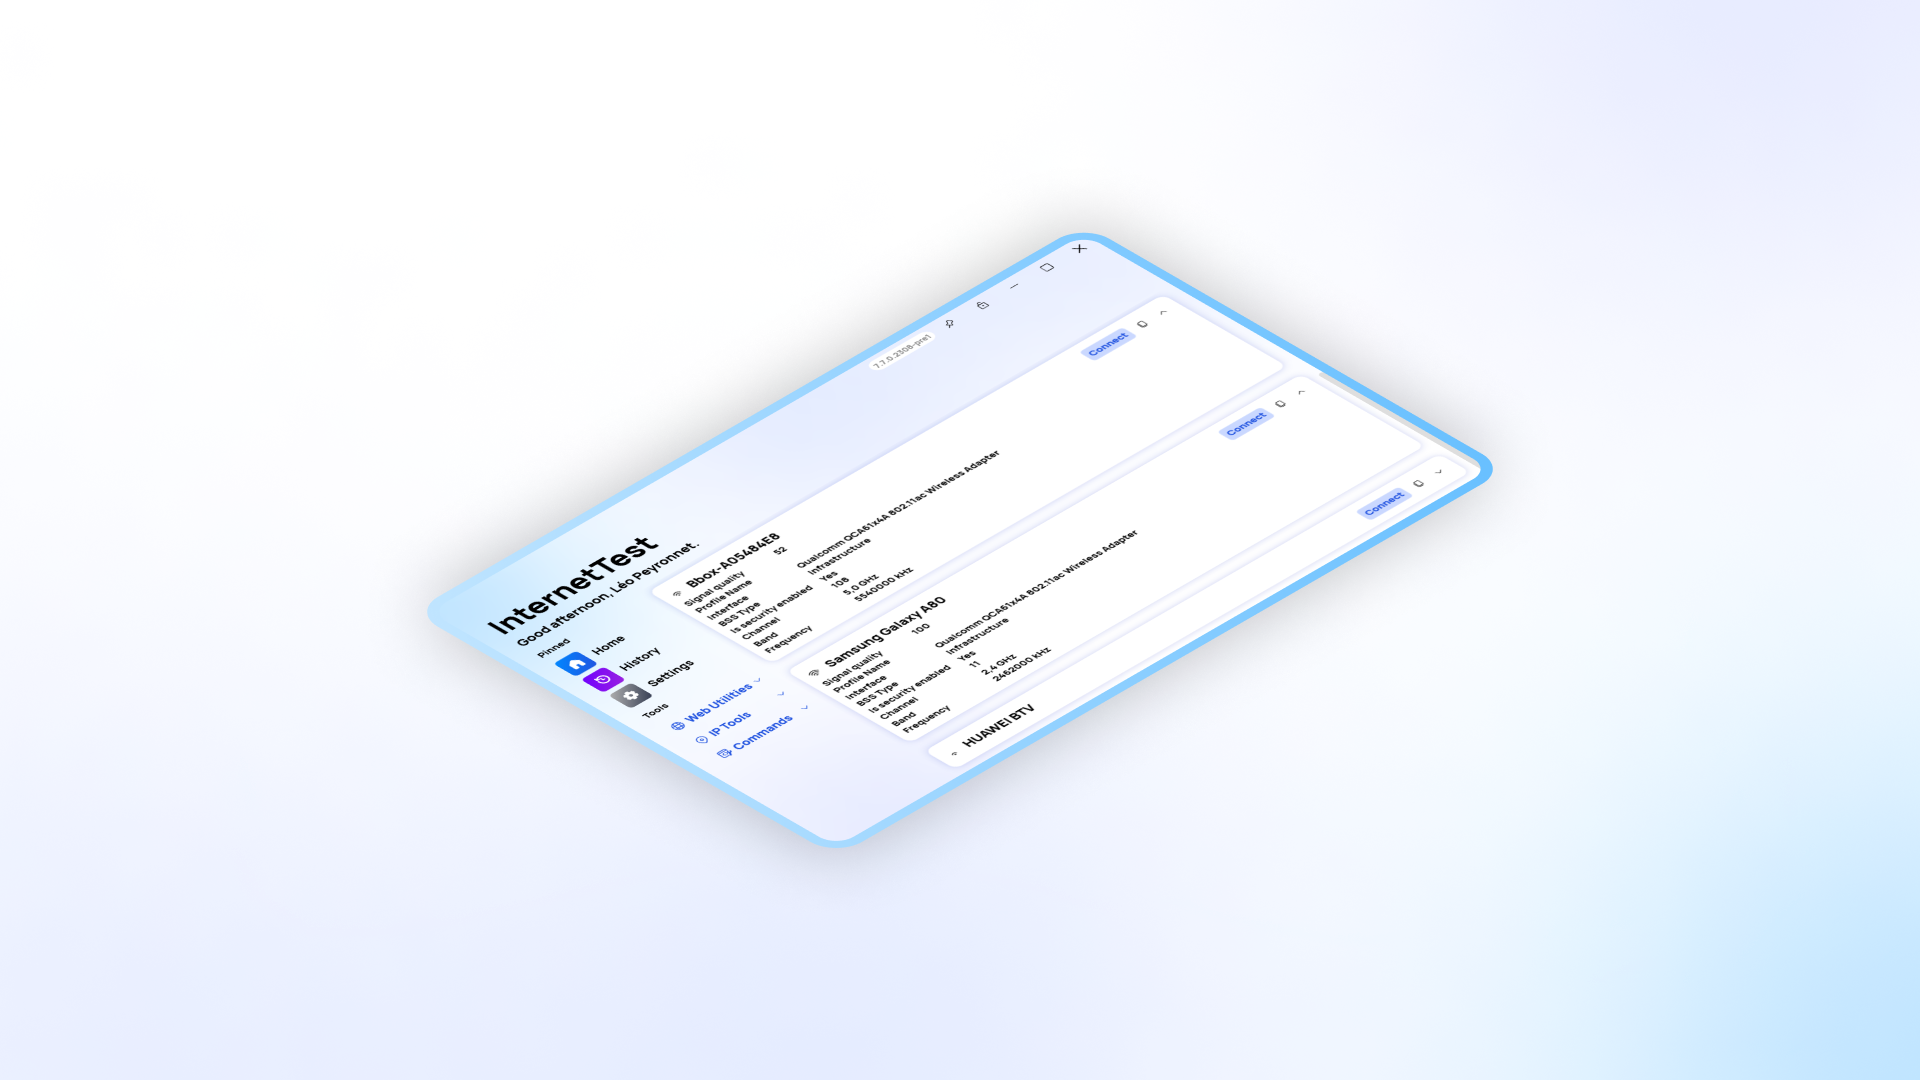 7.7.0.2308-pre1
InternetTest
Good afternoon, Léo Peyronnet.
Pinned
Home
History
Settings
Tools
Web Utilities
IP Tools
Commands
Bbox-A05484E8
Connect
Signal quality 52
Profile Name
Interface Qualcomm QCA61x4A 802.11ac Wireless Adapter
BSS Type Infrastructure
Is security enabled Yes
Channel 108
Band 5.0 GHz
Frequency 5540000 kHz
Samsung Galaxy A80
Connect
Signal quality 100
Profile Name
Interface Qualcomm QCA61x4A 802.11ac Wireless Adapter
BSS Type Infrastructure
Is security enabled Yes
Channel 11
Band 2.4 GHz
Frequency 2462000 kHz
HUAWEI BTV
Connect